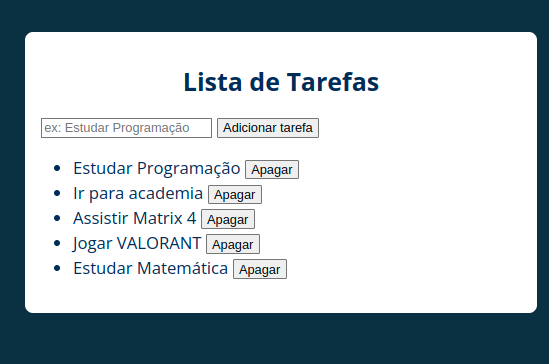 Lista de Tarefas
ex: Estudar Programação Adicionar tarefa
Estudar Programação Apagar
Ir para academia Apagar
Assistir Matrix 4 Apagar
Jogar VALORANT Apagar
Estudar Matemática Apagar